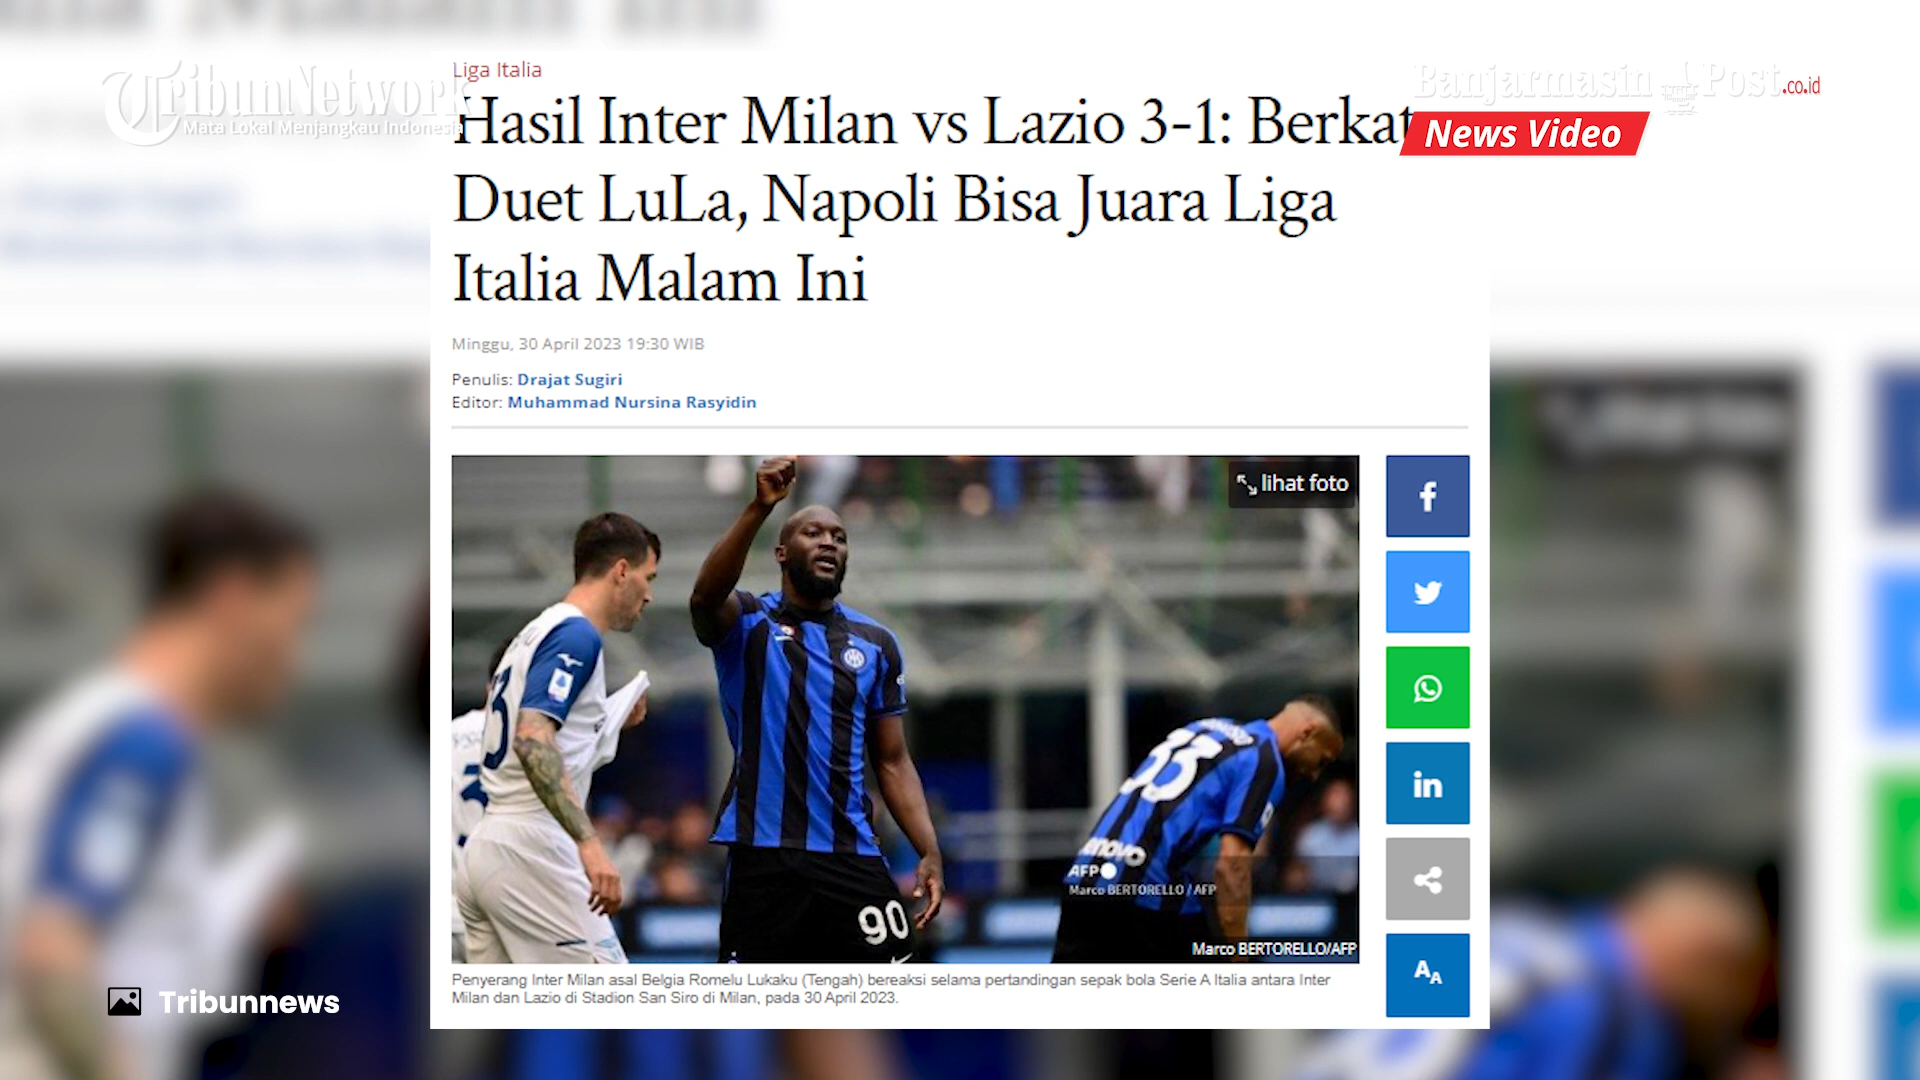 TribunNetwork
Mata Lokal Menjangkau Indonesia
Banjarmasin Post.co.id
News Video
Liga Italia
Hasil Inter Milan vs Lazio 3-1: Berkat
Duet LuLa, Napoli Bisa Juara Liga
Italia Malam Ini
Minggu, 30 April 2023 19:30 WIB
Penulis: Drajat Sugiri
Editor: Muhammad Nursina Rasyidin
lihat foto
33
90
AFP
Marco BERTORELLO / AFP
Marco BERTORELLO/AFP
Penyerang Inter Milan asal Belgia Romelu Lukaku (Tengah) bereaksi selama pertandingan sepak bola Serie A Italia antara Inter
Milan dan Lazio di Stadion San Siro di Milan, pada 30 April 2023.
f
in
AA
Tribunnews